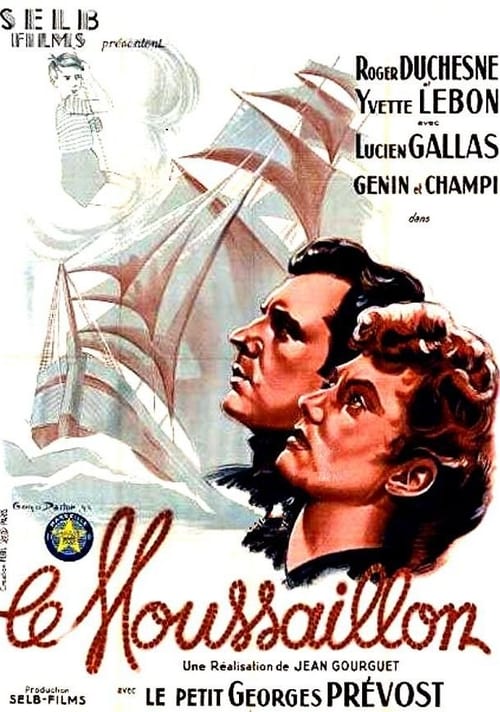 SELB
FILMS présentent
ROGER DUCHESNE
et
YVETTE LEBON
avec
LUCIEN GALLAS
GENIN et CHAMPI
dans
MARSEILLE
le Moussaillon
Une Réalisation de JEAN GOURGUET
Production
SELB-FILMS
avec LE PETIT GEORGES PRÉVOST